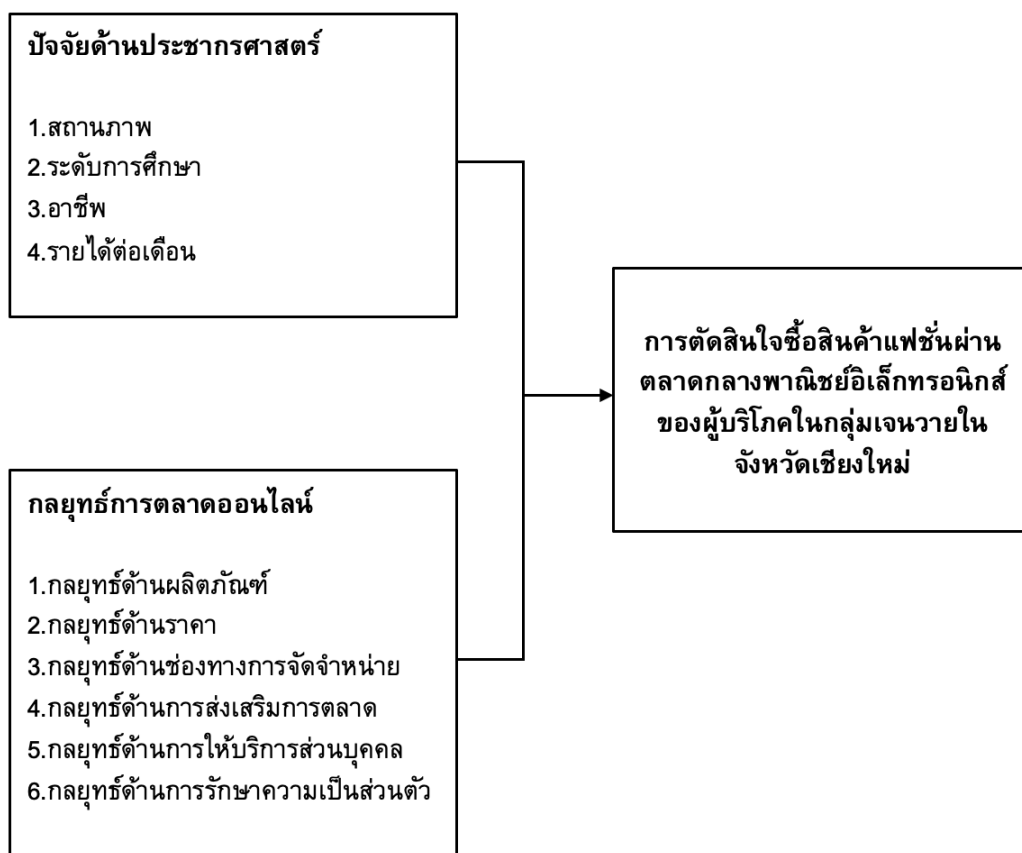 ปัจจัยด้านประชากรศาสตร์
1.สถานภาพ
2.ระดับการศึกษา
3.อาชีพ
4.รายได้ต่อเดือน
กลยุทธ์การตลาดออนไลน์
1.กลยุทธ์ด้านผลิตภัณฑ์
2.กลยุทธ์ด้านราคา
3.กลยุทธ์ด้านช่องทางการจัดจำหน่าย
4.กลยุทธ์ด้านการส่งเสริมการตลาด
5.กลยุทธ์ด้านการให้บริการส่วนบุคคล
6.กลยุทธ์ด้านการรักษาความเป็นส่วนตัว
การตัดสินใจซื้อสินค้าแฟชั่นผ่าน
ตลาดกลางพาณิชย์อิเล็กทรอนิกส์
ของผู้บริโภคในกลุ่มเจนวายใน
จังหวัดเชียงใหม่